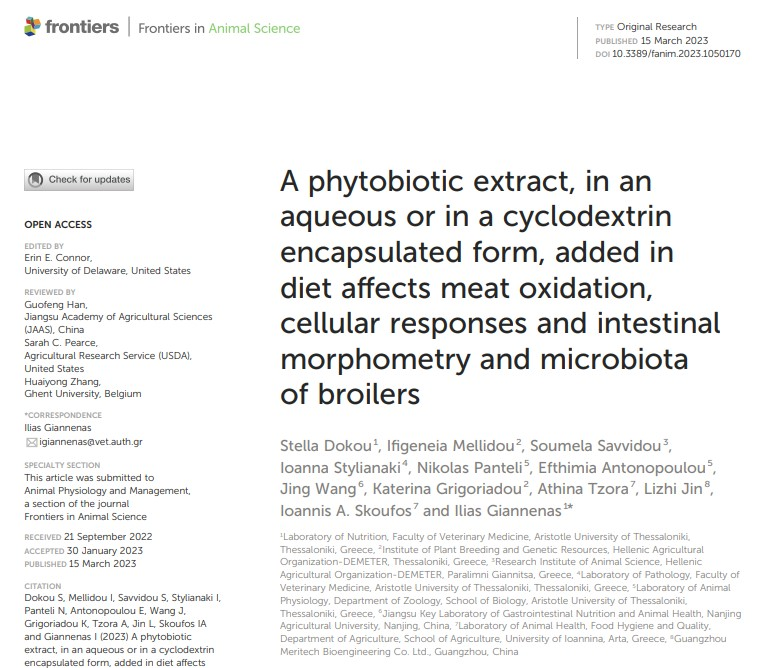 frontiers | Frontiers in Animal Science
TYPE Original Research
PUBLISHED 15 March 2023
DOI 10.3389/fanim.2023.1050170
Check for updates
OPEN ACCESS
EDITED BY
Erin E. Connor,
University of Delaware, United States
REVIEWED BY
Guofeng Han,
Jiangsu Academy of Agricultural Sciences
(JAAS), China
Sarah C. Pearce,
Agricultural Research Service (USDA),
United States
Huaiyong Zhang,
Ghent University, Belgium
*CORRESPONDENCE
Ilias Giannenas
igiannenas@vet.auth.gr
SPECIALTY SECTION
This article was submitted to
Animal Physiology and Management,
a section of the journal
Frontiers in Animal Science
RECEIVED 21 September 2022
ACCEPTED 30 January 2023
PUBLISHED 15 March 2023
CITATION
Dokou S, Mellidou I, Savvidou S, Stylianaki I,
Panteli N, Antonopoulou E, Wang J,
Grigoriadou K, Tzora A, Jin L, Skoufos IA
and Giannenas I (2023) A phytobiotic
extract, in an aqueous or in a cyclodextrin
encapsulated form, added in diet affects
A phytobiotic extract, in an
aqueous or in a cyclodextrin
encapsulated form, added in
diet affects meat oxidation,
cellular responses and intestinal
morphometry and microbiota
of broilers
Stella Dokou¹, Ifigeneia Mellidou², Soumela Savvidou³,
Ioanna Stylianaki⁴, Nikolas Panteli⁵, Efthimia Antonopoulou⁵,
Jing Wang⁶, Katerina Grigoriadou², Athina Tzora⁷, Lizhi Jin⁸,
Ioannis A. Skoufos⁷ and Ilias Giannenas¹*
¹Laboratory of Nutrition, Faculty of Veterinary Medicine, Aristotle University of Thessaloniki,
Thessaloniki, Greece, ²Institute of Plant Breeding and Genetic Resources, Hellenic Agricultural
Organization-DEMETER, Thessaloniki, Greece, ³Research Institute of Animal Science, Hellenic
Agricultural Organization-DEMETER, Paralimni Giannitsa, Greece, ⁴Laboratory of Pathology, Faculty of
Veterinary Medicine, Aristotle University of Thessaloniki, Thessaloniki, Greece, ⁵Laboratory of Animal
Physiology, Department of Zoology, School of Biology, Aristotle University of Thessaloniki,
Thessaloniki, Greece, ⁶Jiangsu Key Laboratory of Gastrointestinal Nutrition and Animal Health, Nanjing
Agricultural University, Nanjing, China, ⁷Laboratory of Animal Health, Food Hygiene and Quality,
Department of Agriculture, School of Agriculture, University of Ioannina, Arta, Greece, ⁸Guangzhou
Meritech Bioengineering Co. Ltd., Guangzhou, China